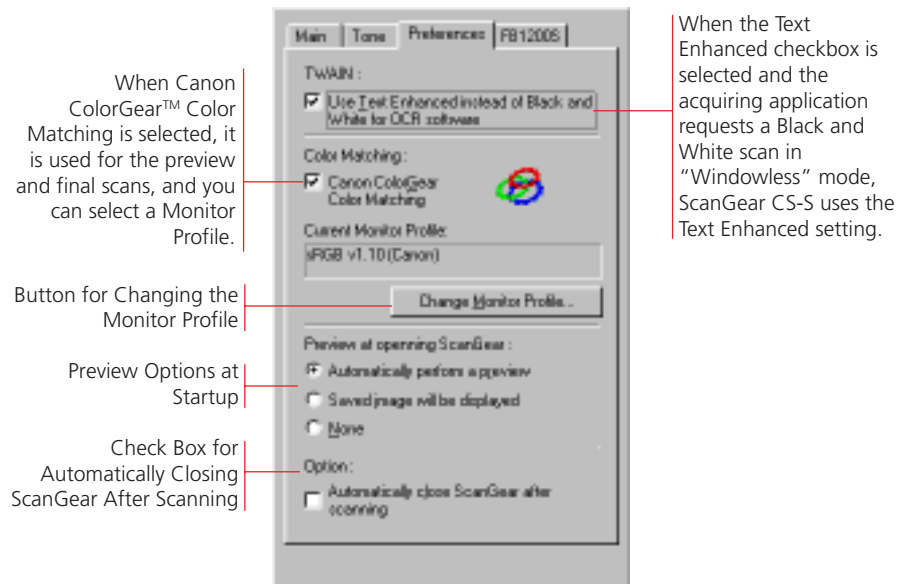 When Canon
ColorGear™ Color
Matching is selected, it
is used for the preview
and final scans, and you
can select a Monitor
Profile.
Button for Changing the
Monitor Profile
Preview Options at
Startup
Check Box for
Automatically Closing
ScanGear After Scanning
Main
Tone
Preferences
FB1200S
TWAIN :
Use Text Enhanced instead of Black and
White for OCR software
Color Matching:
Canon ColorGear
Color Matching
Current Monitor Profile:
sRGB v1.10 (Canon)
Change Monitor Profile...
Preview at openning ScanGear :
Automatically perform a preview
Saved image will be displayed
None
Option:
Automatically close ScanGear after
scanning
When the Text
Enhanced checkbox is
selected and the
acquiring application
requests a Black and
White scan in
“Windowless” mode,
ScanGear CS-S uses the
Text Enhanced setting.